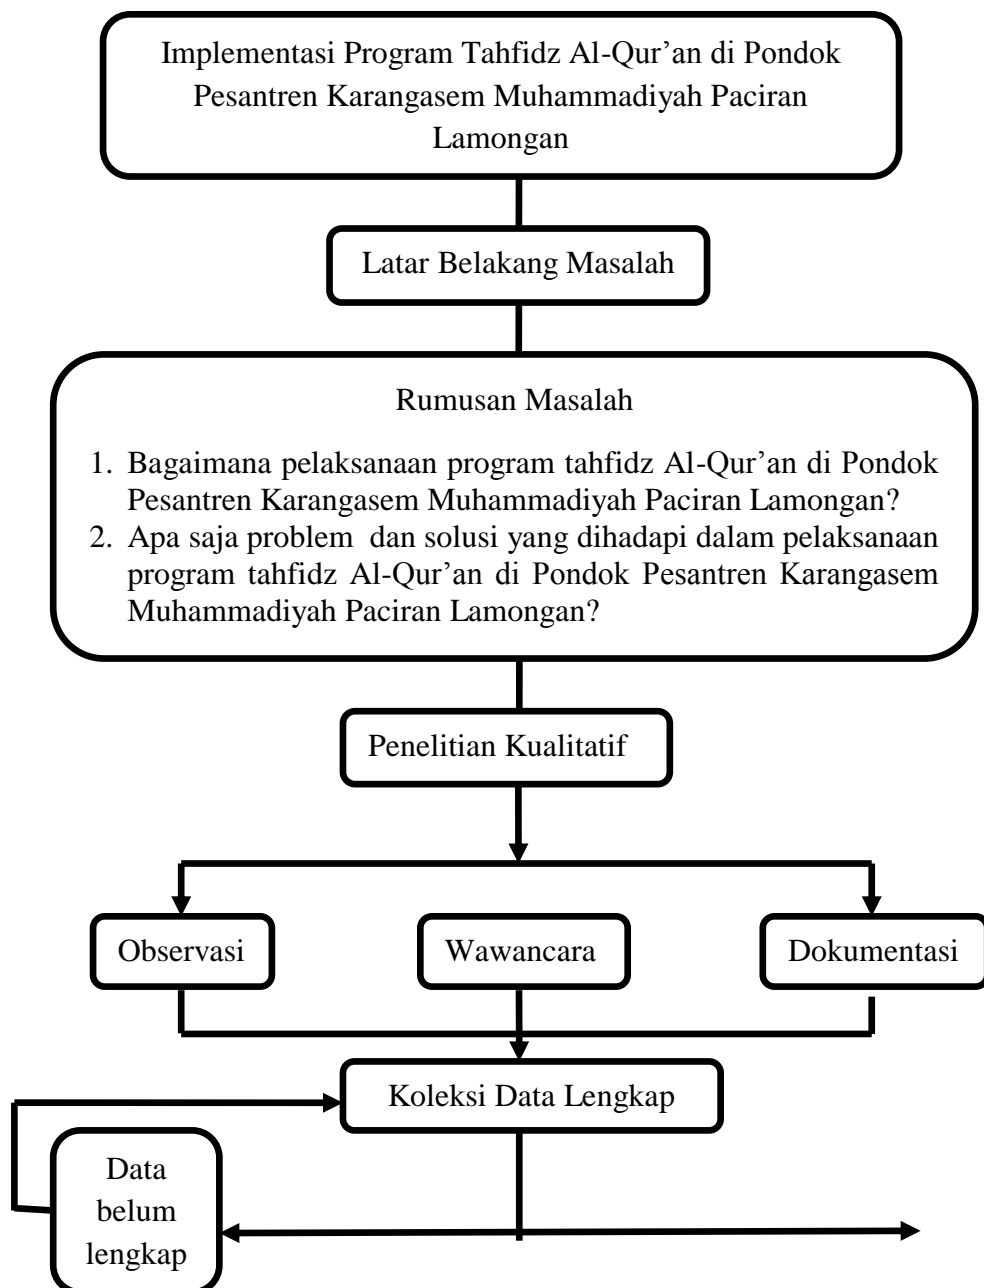 Implementasi Program Tahfidz Al-Qur’an di Pondok
Pesantren Karangasem Muhammadiyah Paciran
Lamongan
Latar Belakang Masalah
Rumusan Masalah
1. Bagaimana pelaksanaan program tahfidz Al-Qur’an di Pondok
Pesantren Karangasem Muhammadiyah Paciran Lamongan?
2. Apa saja problem dan solusi yang dihadapi dalam pelaksanaan
program tahfidz Al-Qur’an di Pondok Pesantren Karangasem
Muhammadiyah Paciran Lamongan?
Penelitian Kualitatif
Observasi
Wawancara
Dokumentasi
Koleksi Data Lengkap
Data
belum
lengkap